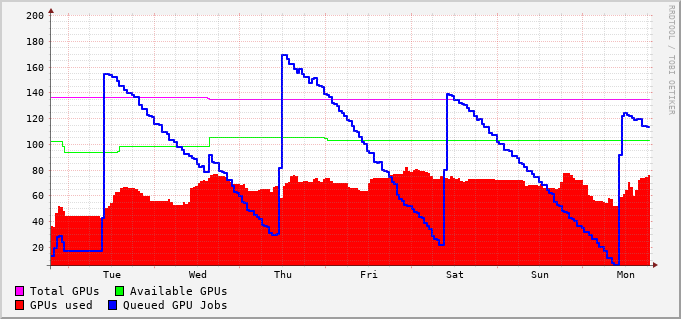 200
180
160
140
120
100
80
60
40
20
Tue Wed Thu Fri Sat Sun Mon
Total GPUs Available GPUs
GPUs used Queued GPU Jobs
RRDTOOL / TOBI OETIKER